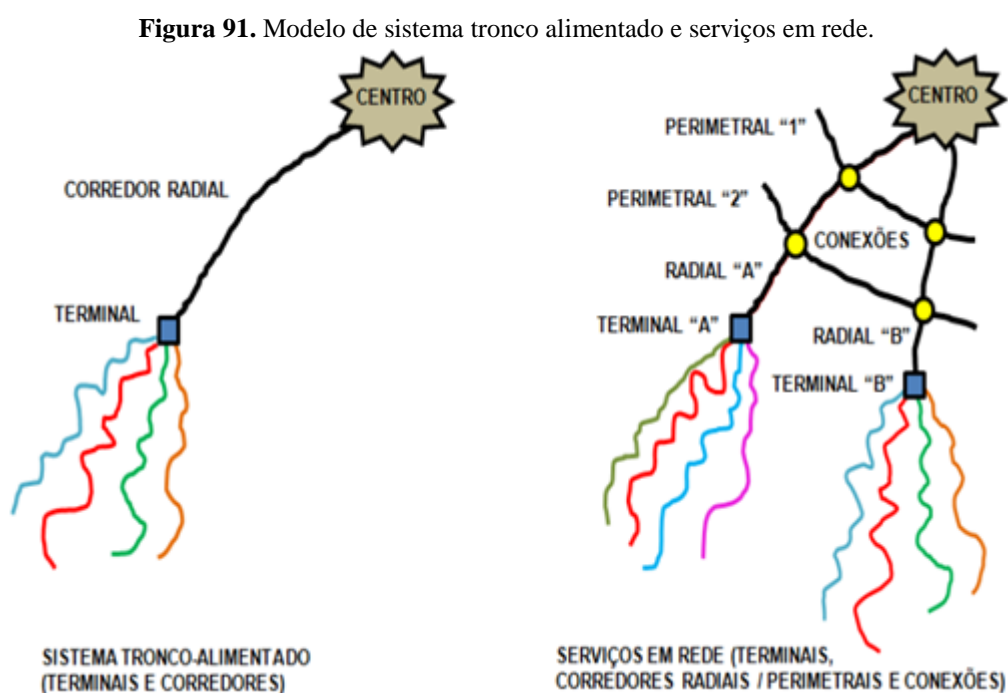 Figura 91. Modelo de sistema tronco alimentado e serviços em rede.
CENTRO
CORREDOR RADIAL
TERMINAL
SISTEMA TRONCO-ALIMENTADO
(TERMINAIS E CORREDORES)
CENTRO
PERIMETRAL “1”
PERIMETRAL “2”
CONEXÕES
RADIAL “A”
TERMINAL “A”
RADIAL “B”
TERMINAL “B”
SERVIÇOS EM REDE (TERMINAIS,
CORREDORES RADIAIS / PERIMETRAIS E CONEXÕES)